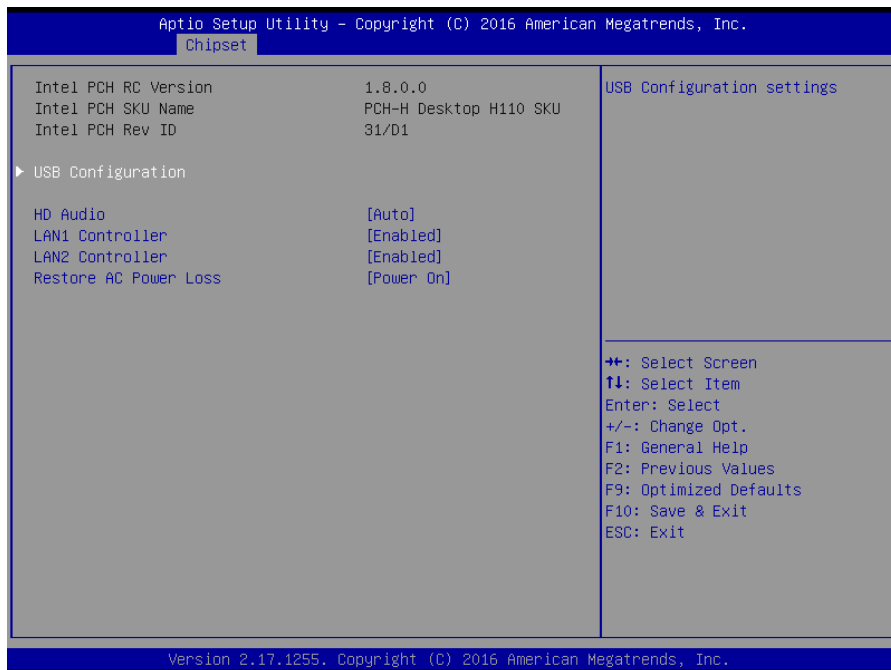 Aptio Setup Utility – Copyright (C) 2016 American Megatrends, Inc.
Chipset
Intel PCH RC Version 1.8.0.0
Intel PCH SKU Name PCH-H Desktop H110 SKU
Intel PCH Rev ID 31/D1
USB Configuration
HD Audio [Auto]
LAN1 Controller [Enabled]
LAN2 Controller [Enabled]
Restore AC Power Loss [Power On]
USB Configuration settings
→←: Select Screen
↑↓: Select Item
Enter: Select
+/-: Change Opt.
F1: General Help
F2: Previous Values
F9: Optimized Defaults
F10: Save & Exit
ESC: Exit
Version 2.17.1255. Copyright (C) 2016 American Megatrends, Inc.